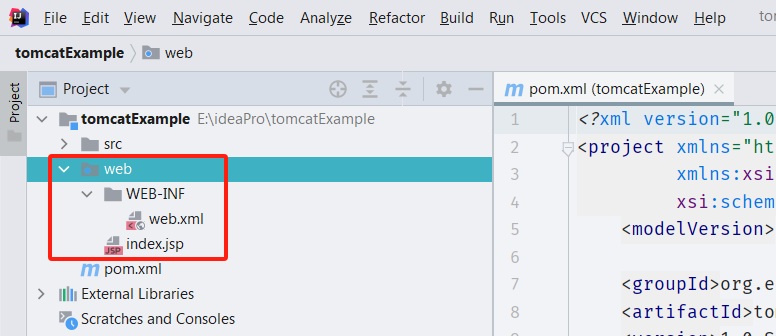 File Edit View Navigate Code Analyze Refactor Build Run Tools VCS Window Help
tomcatExample web
Project
Project
pom.xml (tomcatExample)
tomcatExample E:\ideaPro\tomcatExample
src
web
WEB-INF
web.xml
JSP index.jsp
pom.xml
External Libraries
Scratches and Consoles
1 <?xml version="1.0
2 <project xmlns="ht
3 xmlns:xsi
4 xsi:schem
5 <modelVersion>
6
7 <groupId>org.e
8 <artifactId>to